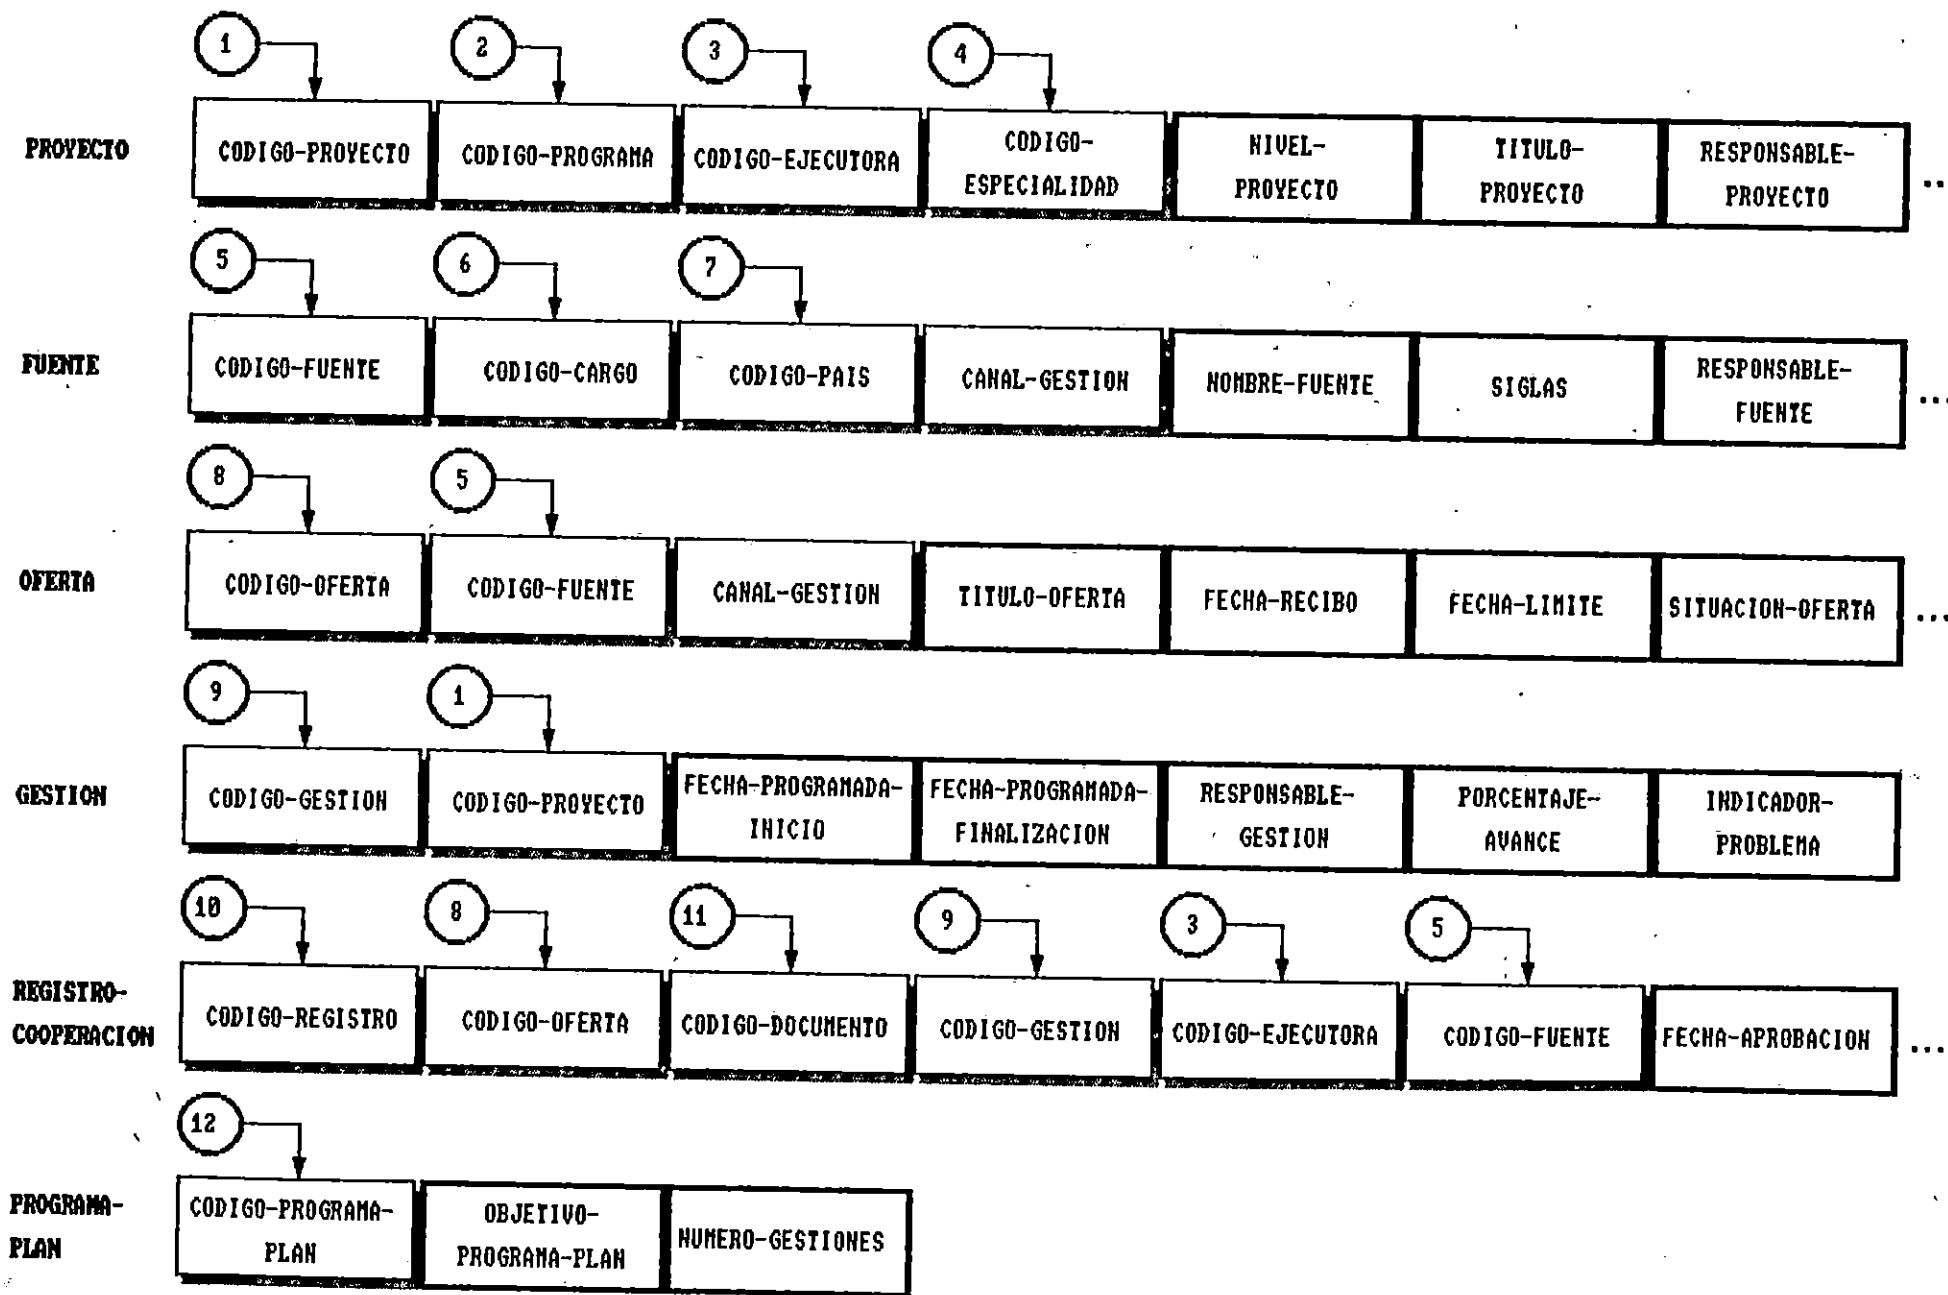 1 2 3 4
PROYECTO
CODIGO-PROYECTO
CODIGO-PROGRAMA
CODIGO-EJECUTORA
CODIGO-
ESPECIALIDAD
NIVEL-
PROYECTO
TITULO-
PROYECTO
RESPONSABLE-
PROYECTO
...
5 6 7
FUENTE
CODIGO-FUENTE
CODIGO-CARGO
CODIGO-PAIS
CANAL-GESTION
NOMBRE-FUENTE
SIGLAS
RESPONSABLE-
FUENTE
...
8 5
OFERTA
CODIGO-OFERTA
CODIGO-FUENTE
CANAL-GESTION
TITULO-OFERTA
FECHA-RECIBO
FECHA-LIMITE
SITUACION-OFERTA
...
9 1
GESTION
CODIGO-GESTION
CODIGO-PROYECTO
FECHA-PROGRAMADA-
INICIO
FECHA-PROGRAMADA-
FINALIZACION
RESPONSABLE-
GESTION
PORCENTAJE-
AVANCE
INDICADOR-
PROBLEMA
10 8 11 9 3 5
REGISTRO-
COOPERACION
CODIGO-REGISTRO
CODIGO-OFERTA
CODIGO-DOCUMENTO
CODIGO-GESTION
CODIGO-EJECUTORA
CODIGO-FUENTE
FECHA-APROBACION
...
12
PROGRAMA-
PLAN
CODIGO-PROGRAMA-
PLAN
OBJETIVO-
PROGRAMA-PLAN
NUMERO-GESTIONES